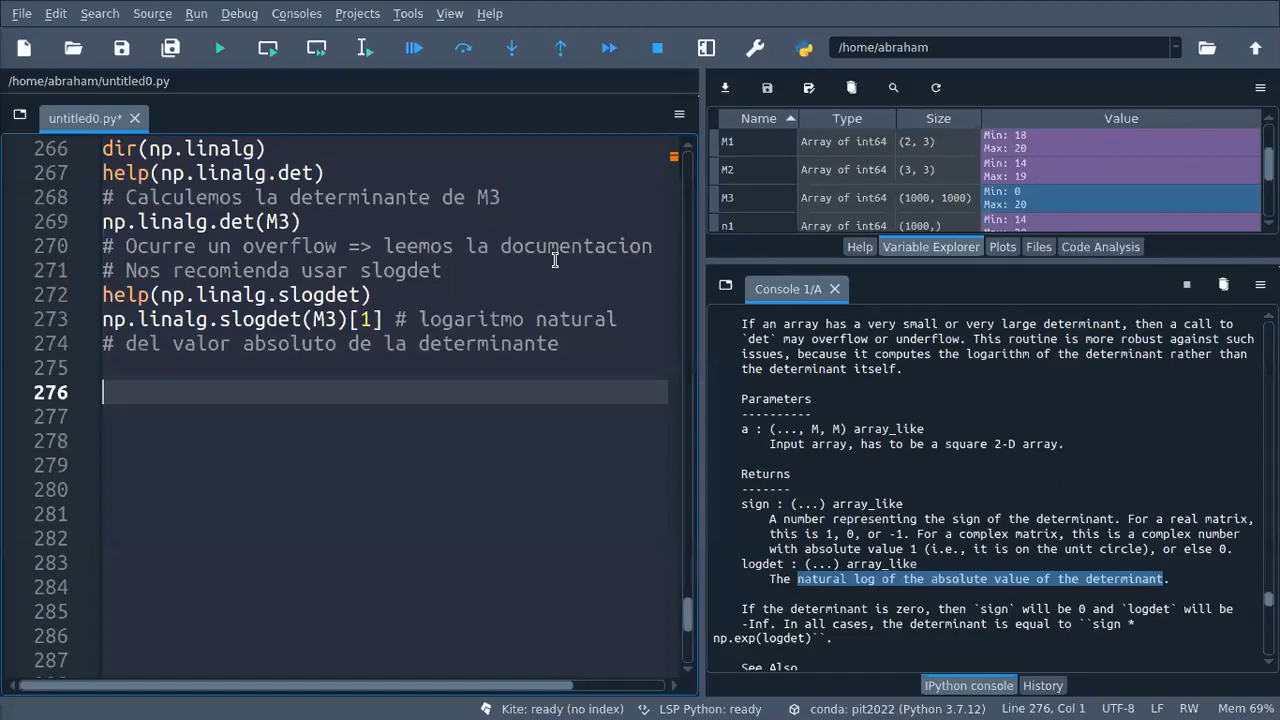 File Edit Search Source Run Debug Consoles Projects Tools View Help
/home/abraham
/home/abraham/untitled0.py
untitled0.py*
266 dir(np.linalg)
267 help(np.linalg.det)
268 # Calculemos la determinante de M3
269 np.linalg.det(M3)
270 # Ocurre un overflow => leemos la documentacion
271 # Nos recomienda usar slogdet
272 help(np.linalg.slogdet)
273 np.linalg.slogdet(M3)[1] # logaritmo natural
274 # del valor absoluto de la determinante
275
276
277
278
279
280
281
282
283
284
285
286
287
Name Type Size Value
M1 Array of int64 (2, 3) Min: 18
Max: 20
M2 Array of int64 (3, 3) Min: 14
Max: 19
M3 Array of int64 (1000, 1000) Min: 0
Max: 20
n1 Array of int64 (1000,) Min: 14
Help Variable Explorer Plots Files Code Analysis
Console 1/A
If an array has a very small or very large determinant, then a call to
`det` may overflow or underflow. This routine is more robust against such
issues, because it computes the logarithm of the determinant rather than
the determinant itself.
Parameters
----------
a : (..., M, M) array_like
Input array, has to be a square 2-D array.
Returns
-------
sign : (...) array_like
A number representing the sign of the determinant. For a real matrix,
this is 1, 0, or -1. For a complex matrix, this is a complex number
with absolute value 1 (i.e., it is on the unit circle), or else 0.
logdet : (...) array_like
The natural log of the absolute value of the determinant.
If the determinant is zero, then `sign` will be 0 and `logdet` will be
-Inf. In all cases, the determinant is equal to ``sign *
np.exp(logdet)``.
See Also
IPython console History
Kite: ready (no index) LSP Python: ready conda: pit2022 (Python 3.7.12) Line 276, Col 1 UTF-8 LF RW Mem 69%